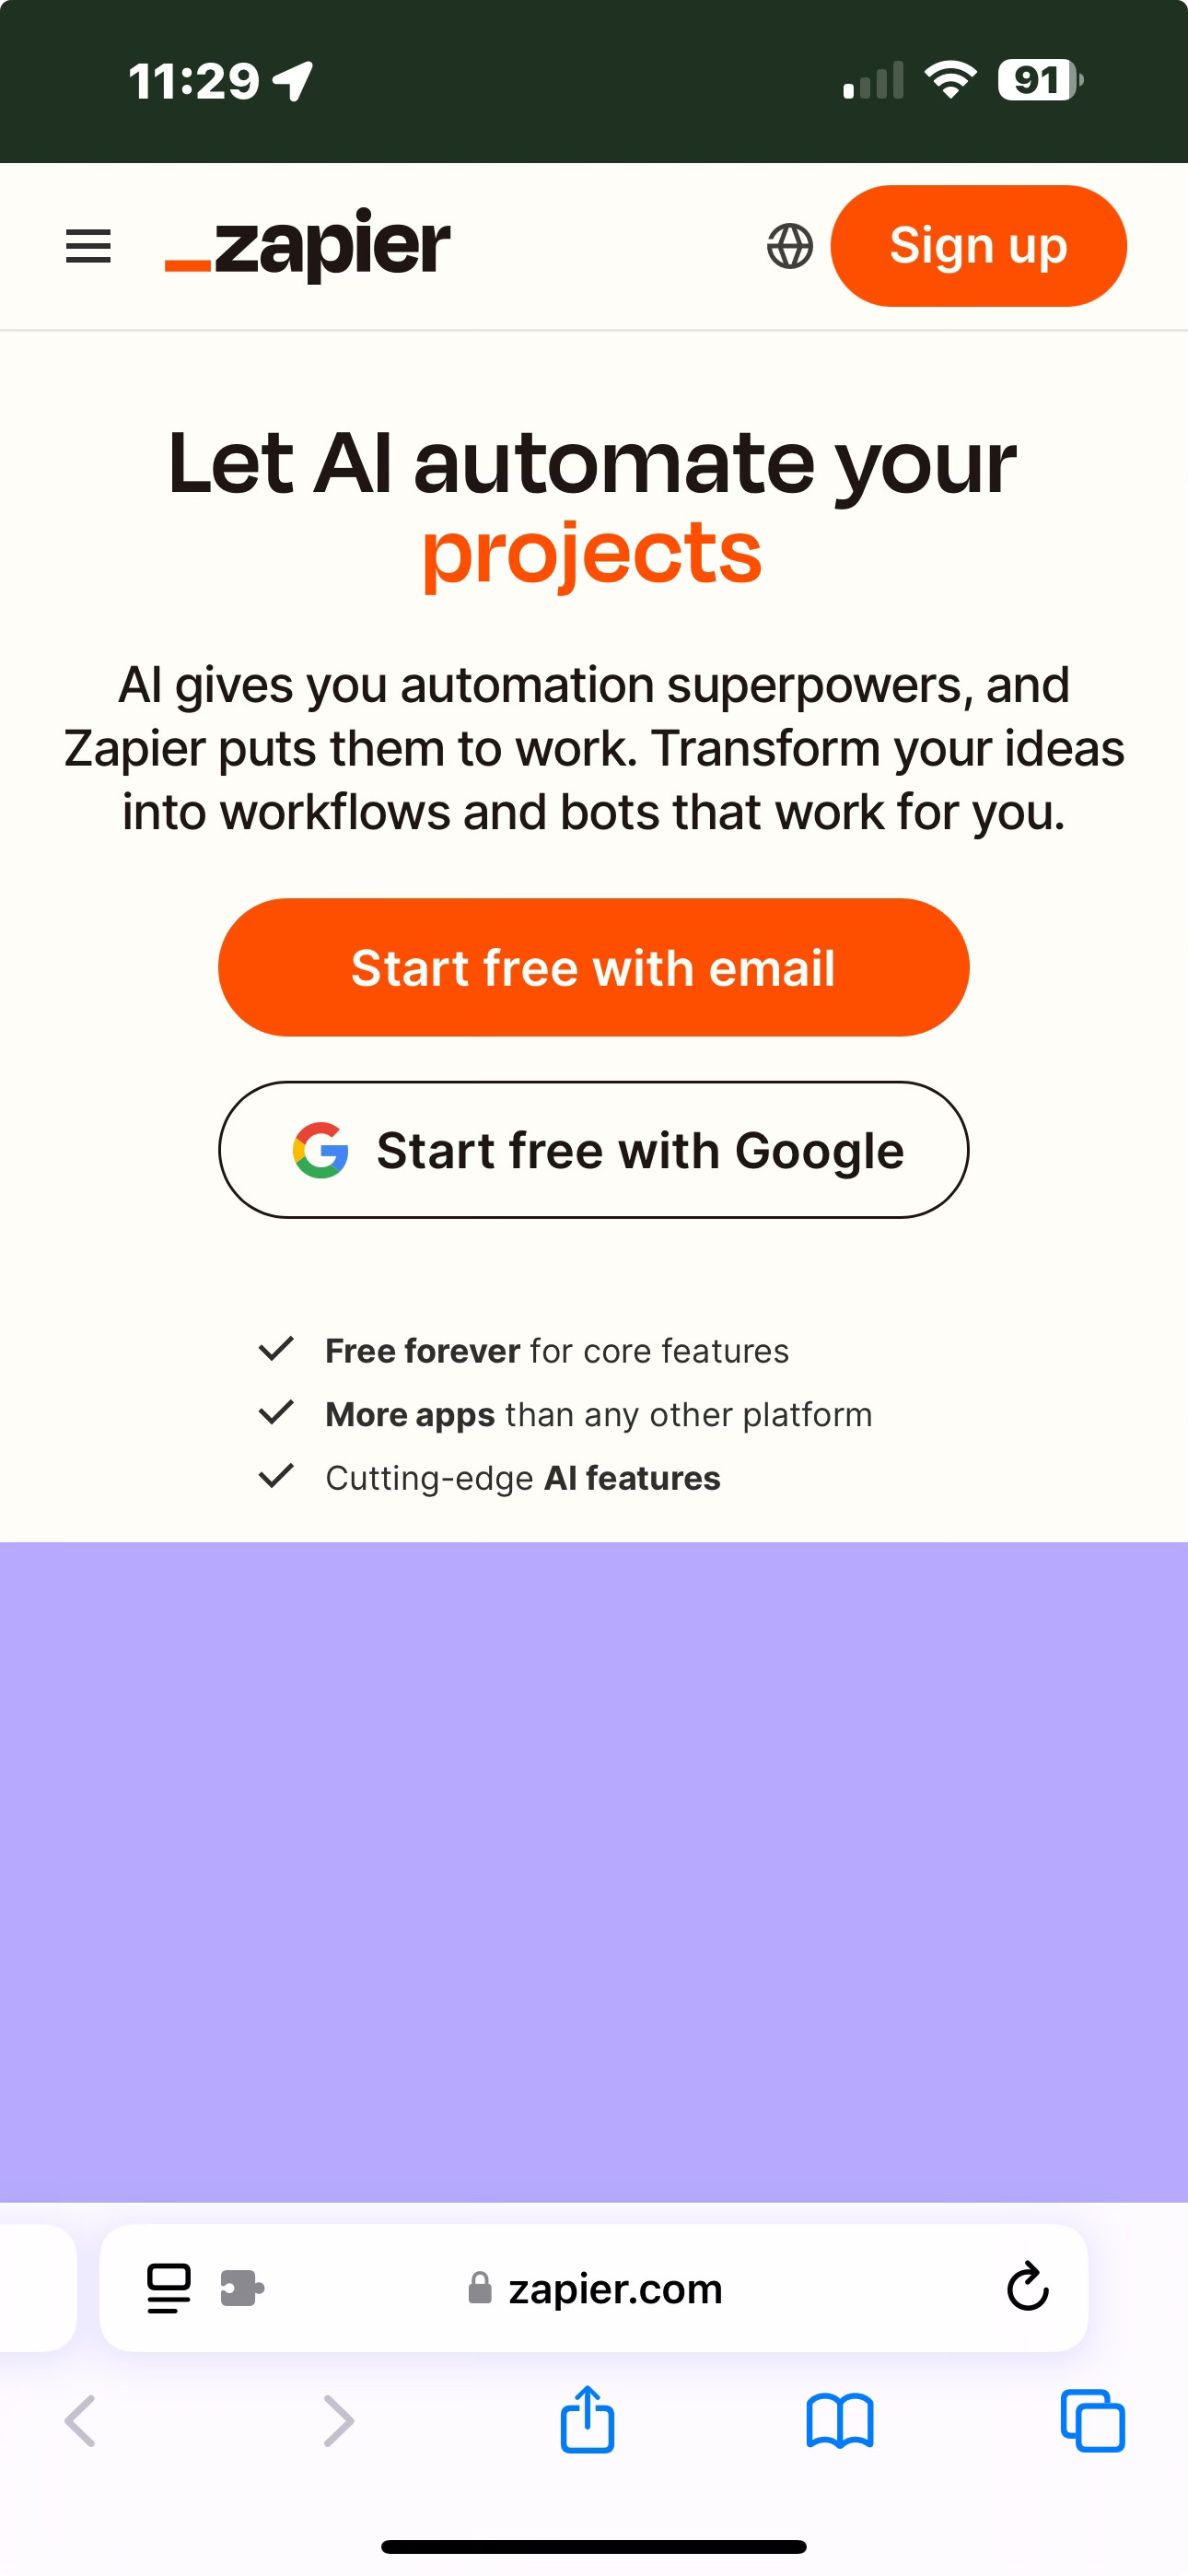 11:29
91
zapier
Sign up
Let AI automate your
projects
AI gives you automation superpowers, and
Zapier puts them to work. Transform your ideas
into workflows and bots that work for you.
Start free with email
Start free with Google
Free forever for core features
More apps than any other platform
Cutting-edge AI features
zapier.com